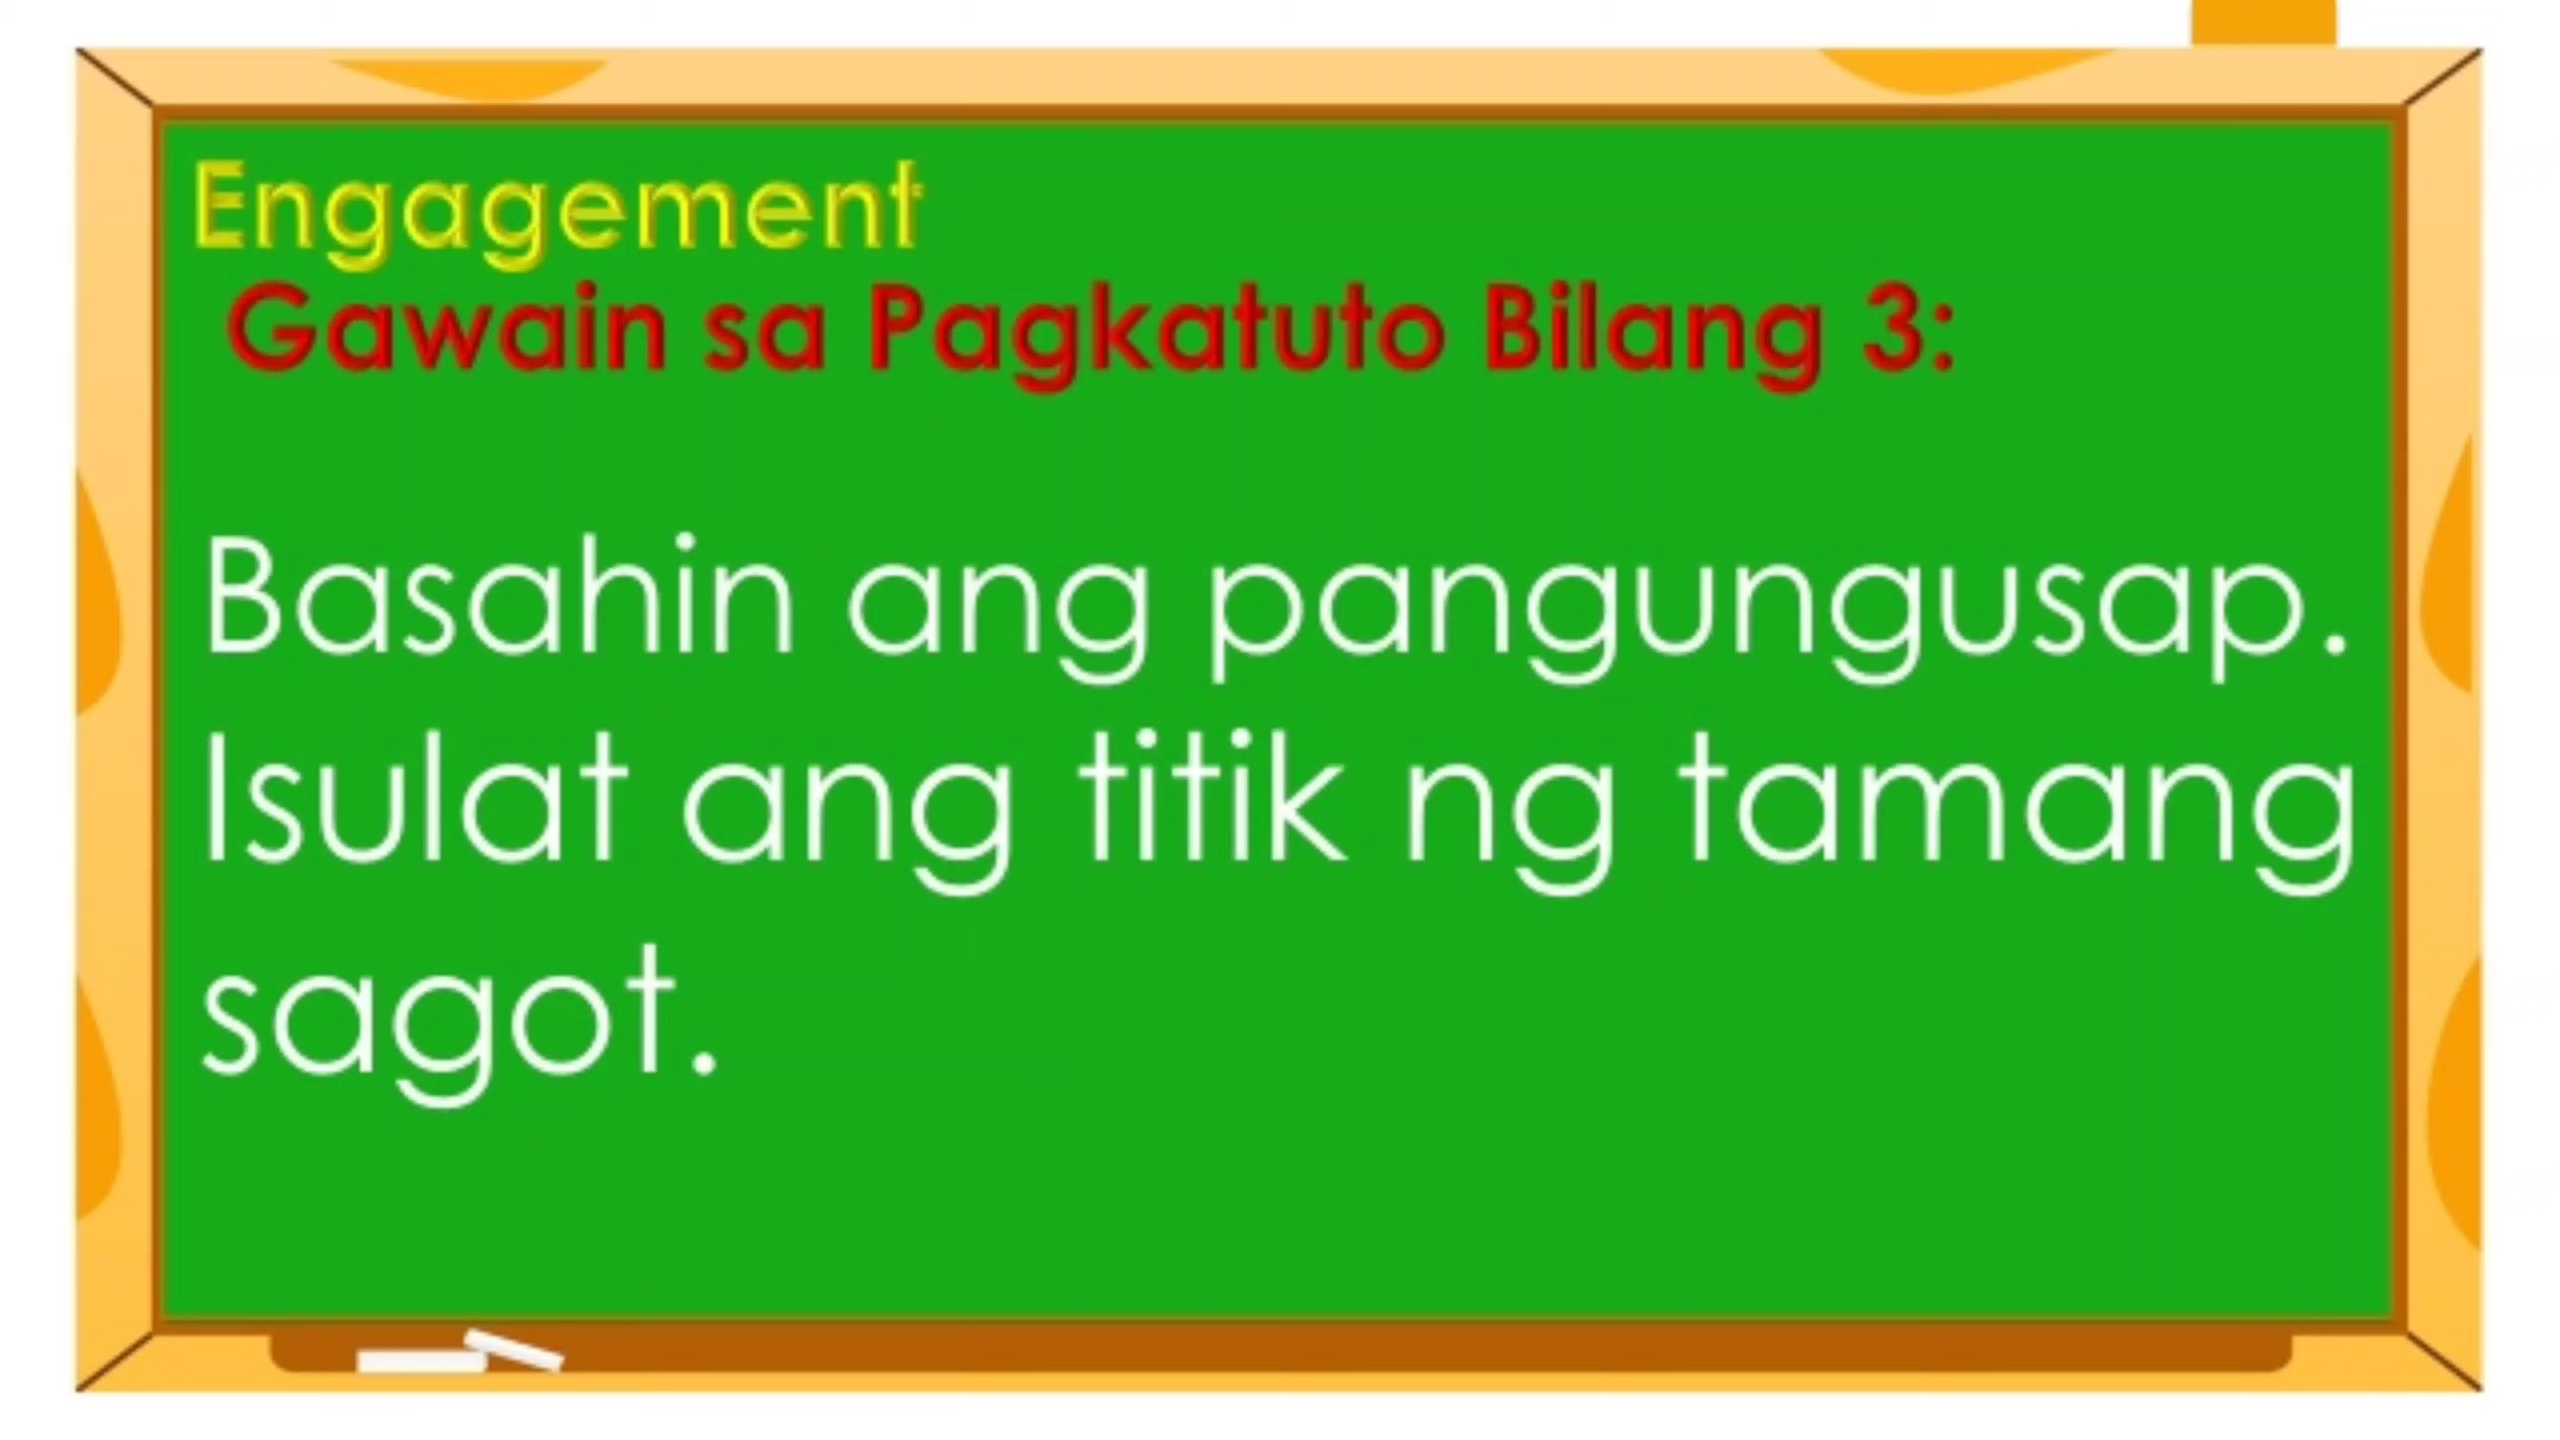 Engagement
Gawain sa Pagkatuto Bilang 3:
Basahin ang pangungusap.
Isulat ang titik ng tamang
sagot.